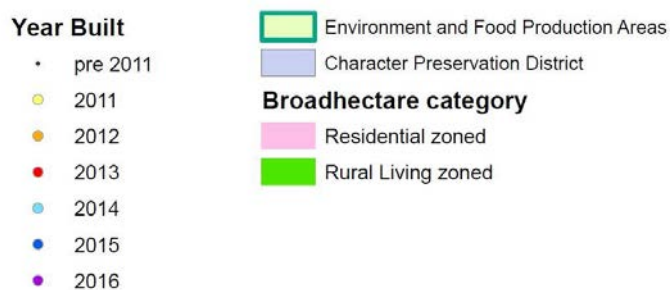 Year Built
pre 2011
2011
2012
2013
2014
2015
2016
Environment and Food Production Areas
Character Preservation District
Broadhectare category
Residential zoned
Rural Living zoned